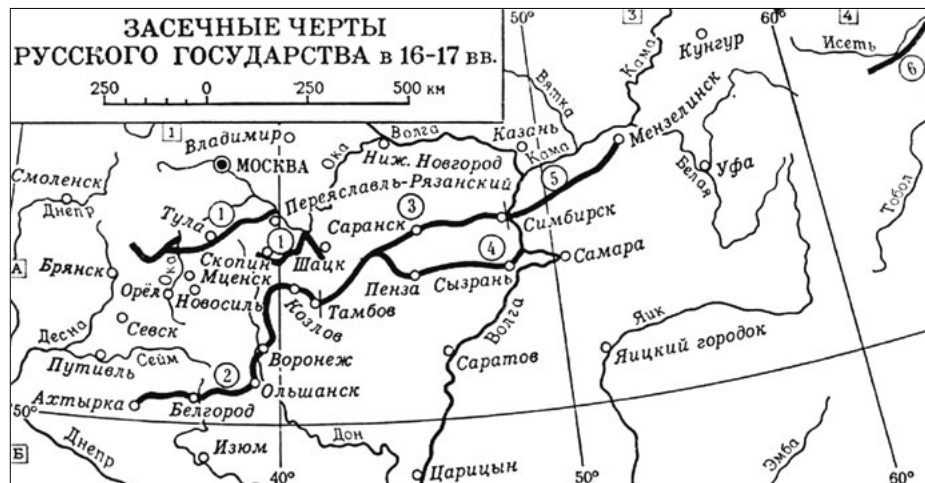 ЗАСЕЧНЫЕ ЧЕРТЫ
РУССКОГО ГОСУДАРСТВА в 16-17 вв.
250 0 250 500 км
50°
3
60°
4
Кунгур
Исеть
6
Кама
Вятка
1
Владимир
Волга
Казань
Мензелинск
МОСКВА
Ока
Ниж. Новгород
Кама
5
Белая
Уфа
Смоленск
Днепр
Переяславль-Рязанский
Тула
1
3
Симбирск
Тобол
Саранск
1
4
А
Брянск
Ока
Скопин
Шацк
Самара
Мценск
Пенза
Сызрань
Орёл
Новосиль
Козлов
Тамбов
Волга
Яик
Десна
Севск
Сейм
Воронеж
Саратов
Яицкий городок
Путивль
2
Ольшанск
Ахтырка
Белгород
50°
Днепр
Дон
Б
Изюм
Царицын
Эмба
40°
50°
60°